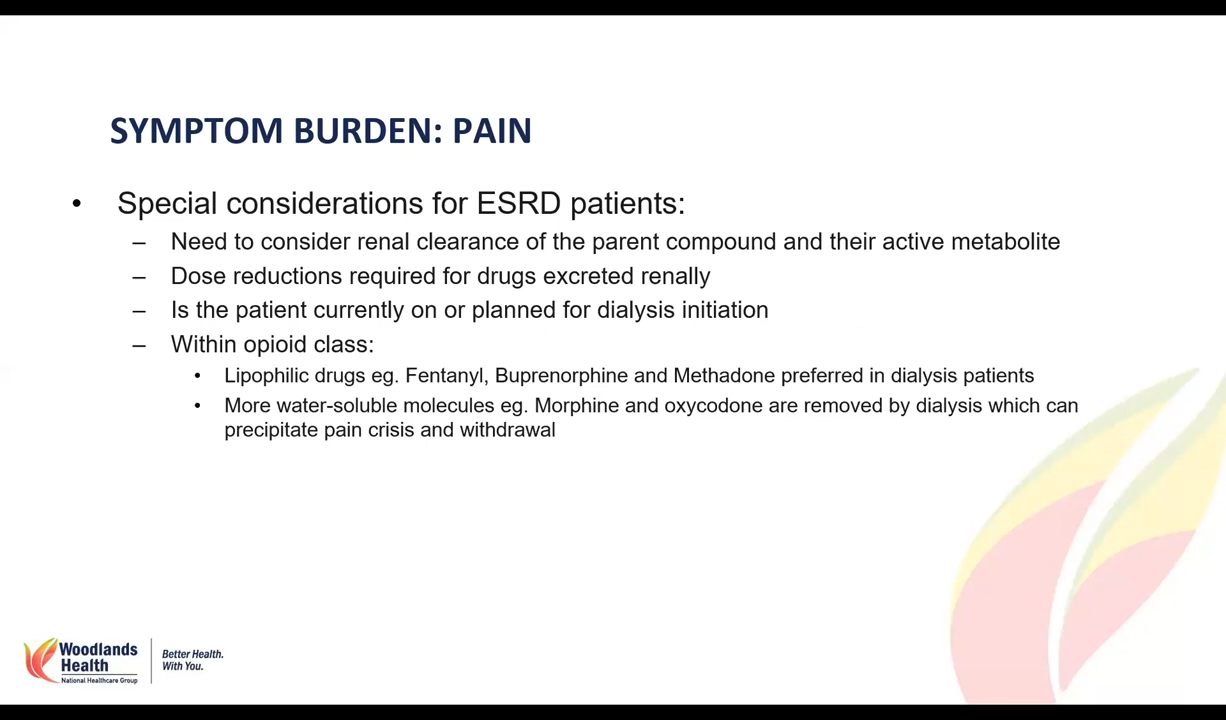 SYMPTOM BURDEN: PAIN
• Special considerations for ESRD patients:
– Need to consider renal clearance of the parent compound and their active metabolite
– Dose reductions required for drugs excreted renally
– Is the patient currently on or planned for dialysis initiation
– Within opioid class:
• Lipophilic drugs eg. Fentanyl, Buprenorphine and Methadone preferred in dialysis patients
• More water-soluble molecules eg. Morphine and oxycodone are removed by dialysis which can
precipitate pain crisis and withdrawal
Woodlands
Health
National Healthcare Group
Better Health.
With You.